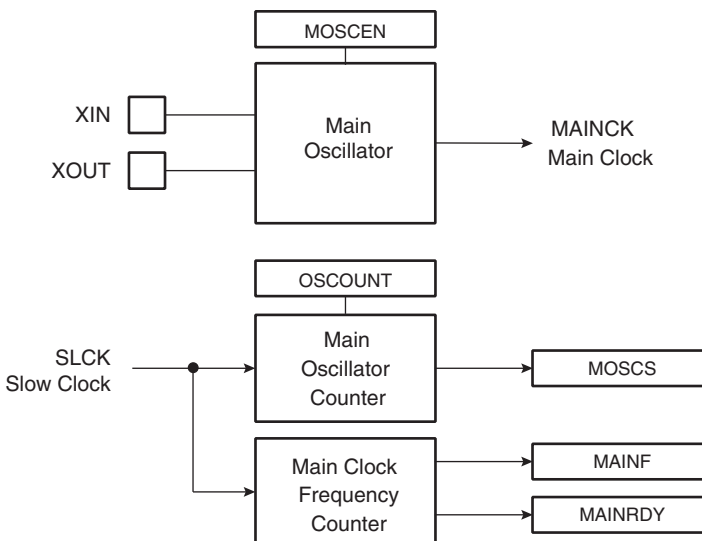 MOSCEN
XIN
XOUT
Main
Oscillator
MAINCK
Main Clock
OSCOUNT
SLCK
Slow Clock
Main
Oscillator
Counter
MOSCS
Main Clock
Frequency
Counter
MAINF
MAINRDY